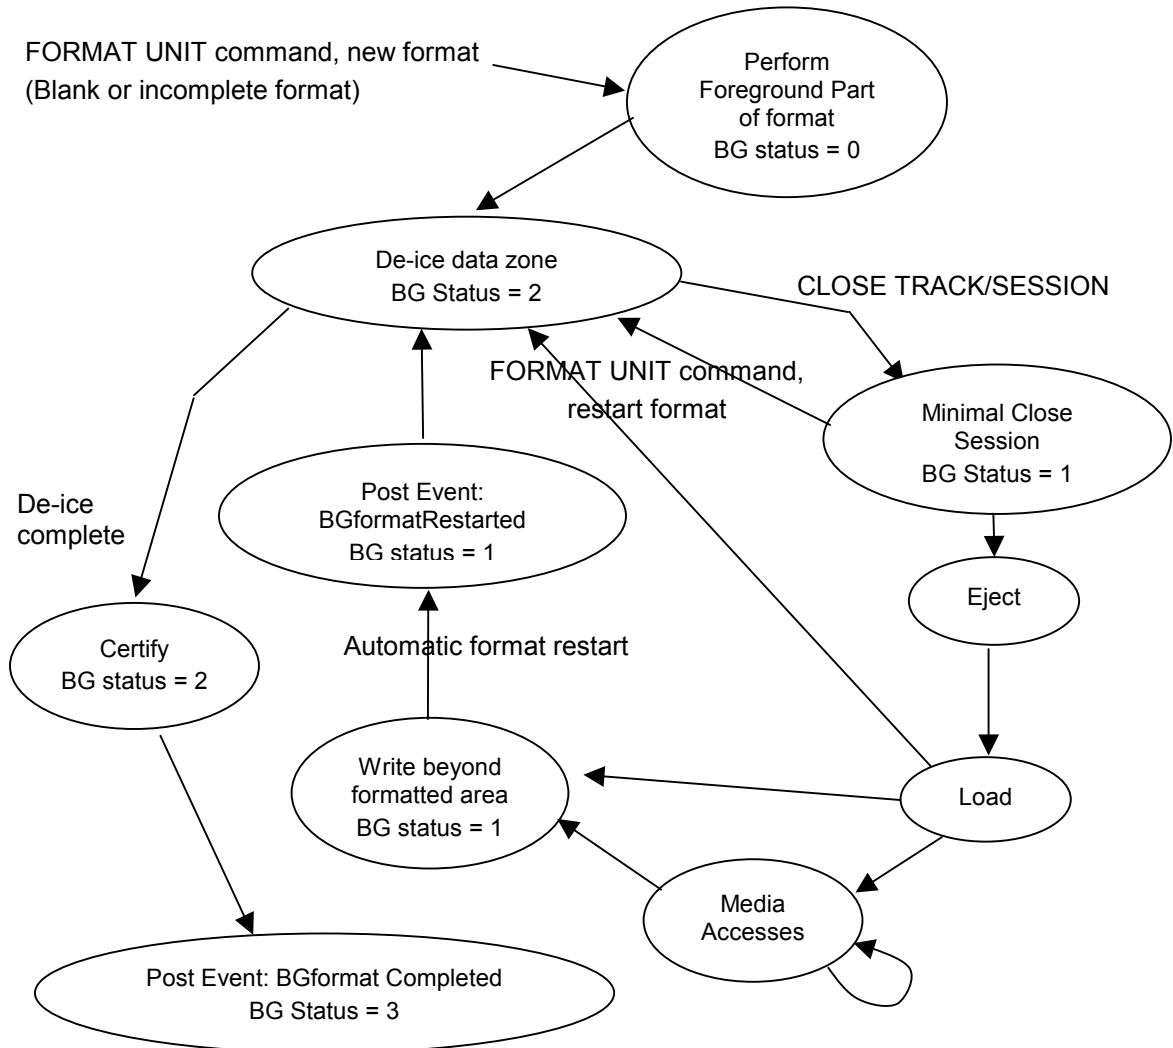 FORMAT UNIT command, new format
(Blank or incomplete format)
Perform
Foreground Part
of format
BG status = 0
De-ice data zone
BG Status = 2
CLOSE TRACK/SESSION
FORMAT UNIT command,
restart format
Minimal Close
Session
BG Status = 1
Post Event:
BGformatRestarted
BG status = 1
De-ice
complete
Eject
Certify
BG status = 2
Automatic format restart
Write beyond
formatted area
BG status = 1
Load
Media
Accesses
Post Event: BGformat Completed
BG Status = 3